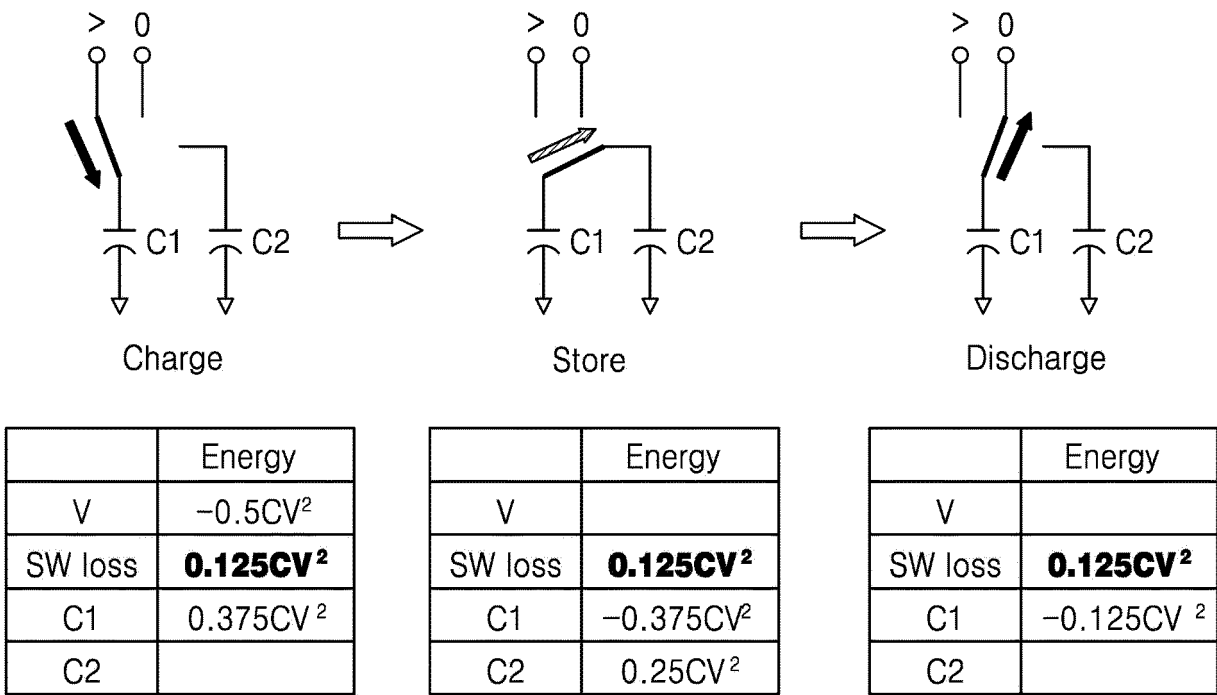 > 0
> 0
> 0
C1 C2
C1 C2
C1 C2
Charge
Store
Discharge
Energy
V −0.5CV²
SW loss 0.125CV²
C1 0.375CV²
C2
Energy
V
SW loss 0.125CV²
C1 −0.375CV²
C2 0.25CV²
Energy
V
SW loss 0.125CV²
C1 −0.125CV²
C2